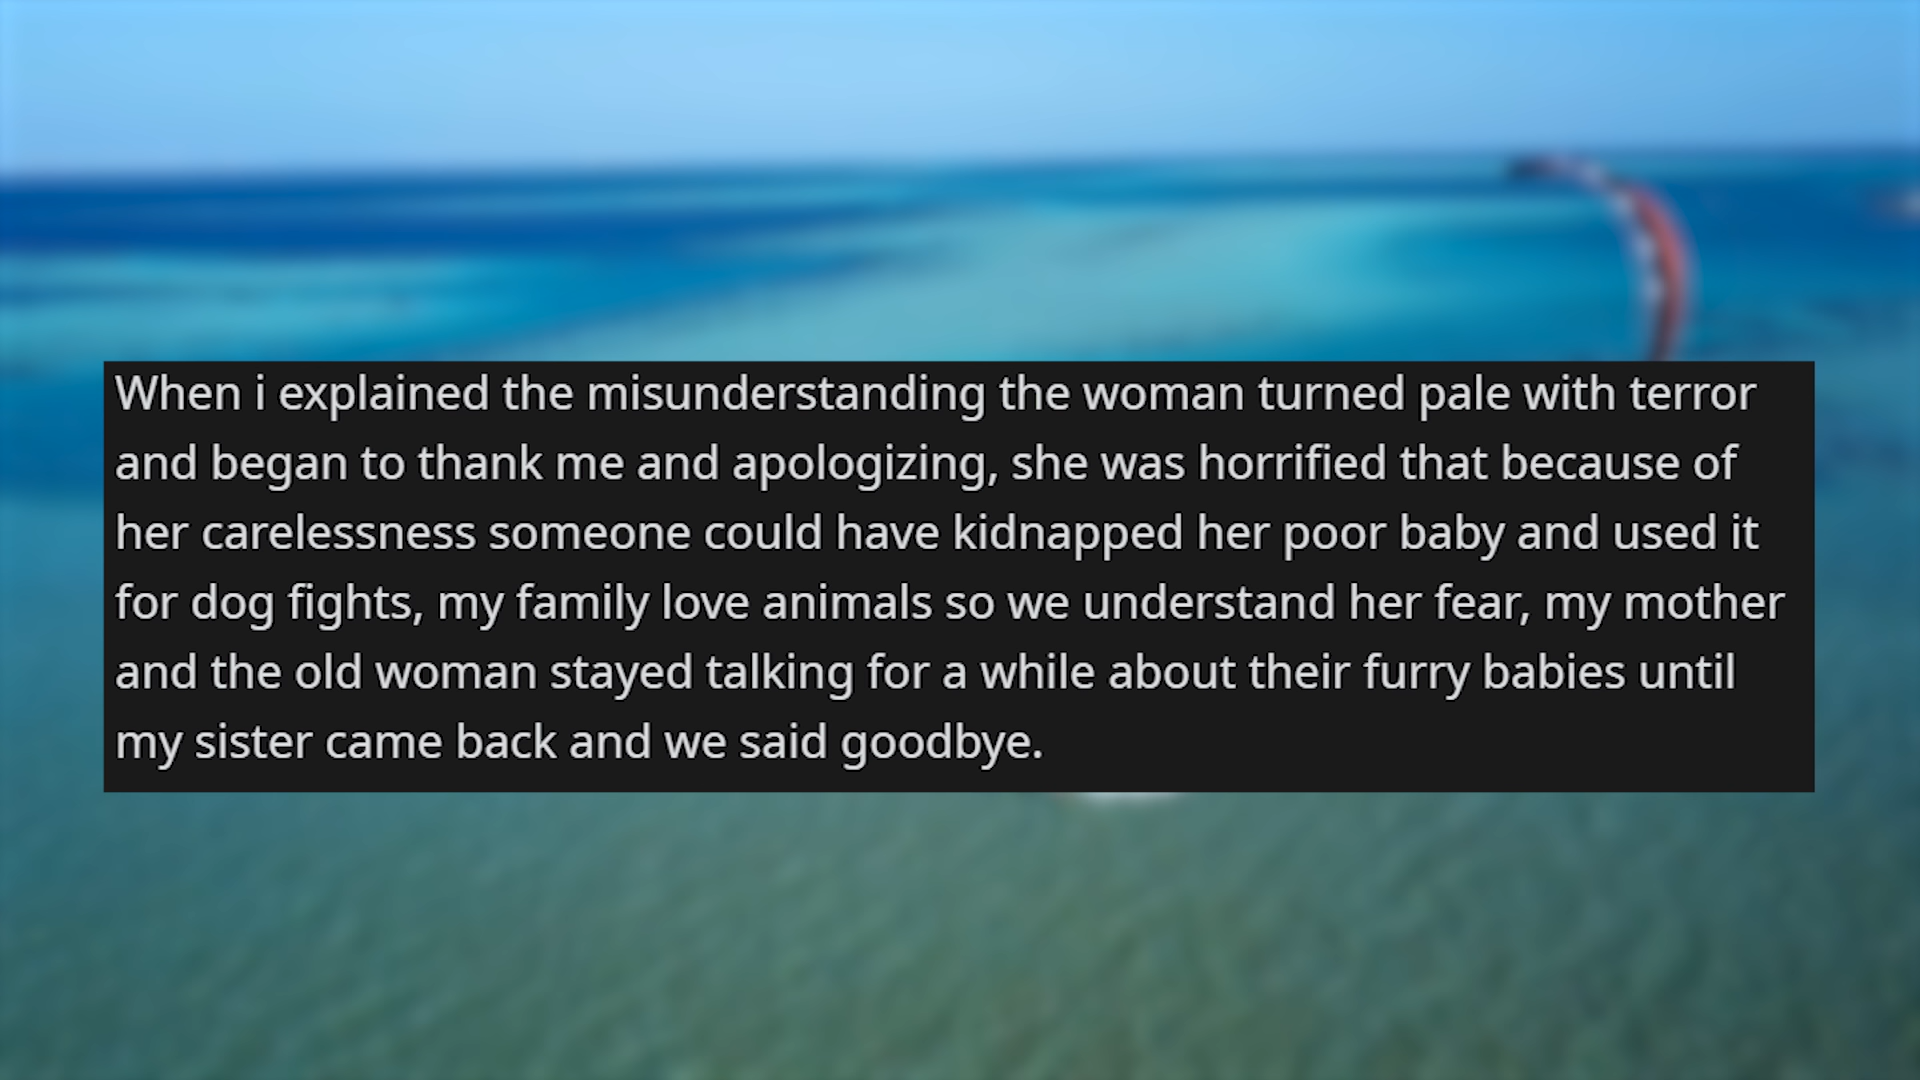 When i explained the misunderstanding the woman turned pale with terror
and began to thank me and apologizing, she was horrified that because of
her carelessness someone could have kidnapped her poor baby and used it
for dog fights, my family love animals so we understand her fear, my mother
and the old woman stayed talking for a while about their furry babies until
my sister came back and we said goodbye.